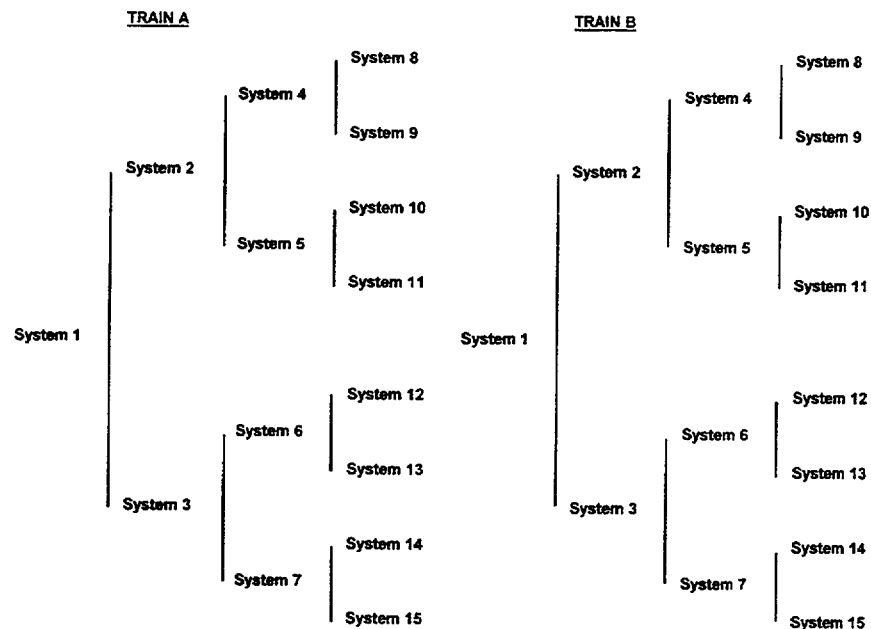 TRAIN A
System 8
System 4
System 9
System 2
System 10
System 5
System 11
System 1
System 12
System 6
System 13
System 3
System 14
System 7
System 15
TRAIN B
System 8
System 4
System 9
System 2
System 10
System 5
System 11
System 1
System 12
System 6
System 13
System 3
System 14
System 7
System 15